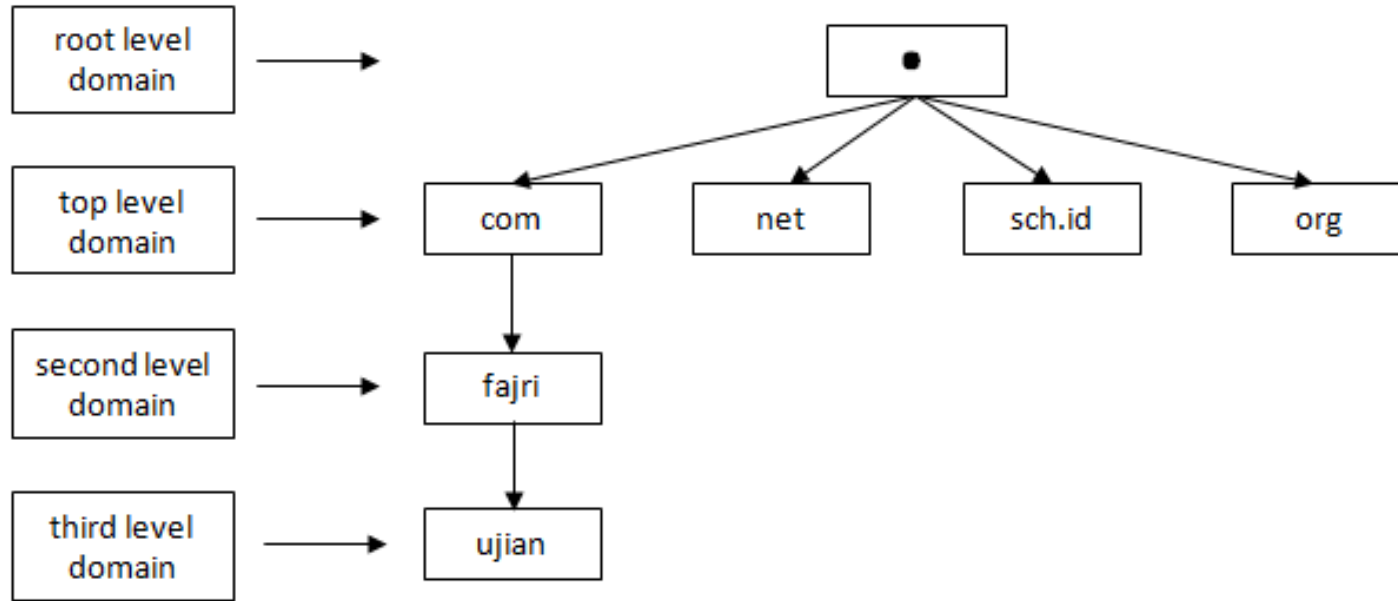 root level
domain
•
top level
domain
com
net
sch.id
org
second level
domain
fajri
third level
domain
ujian